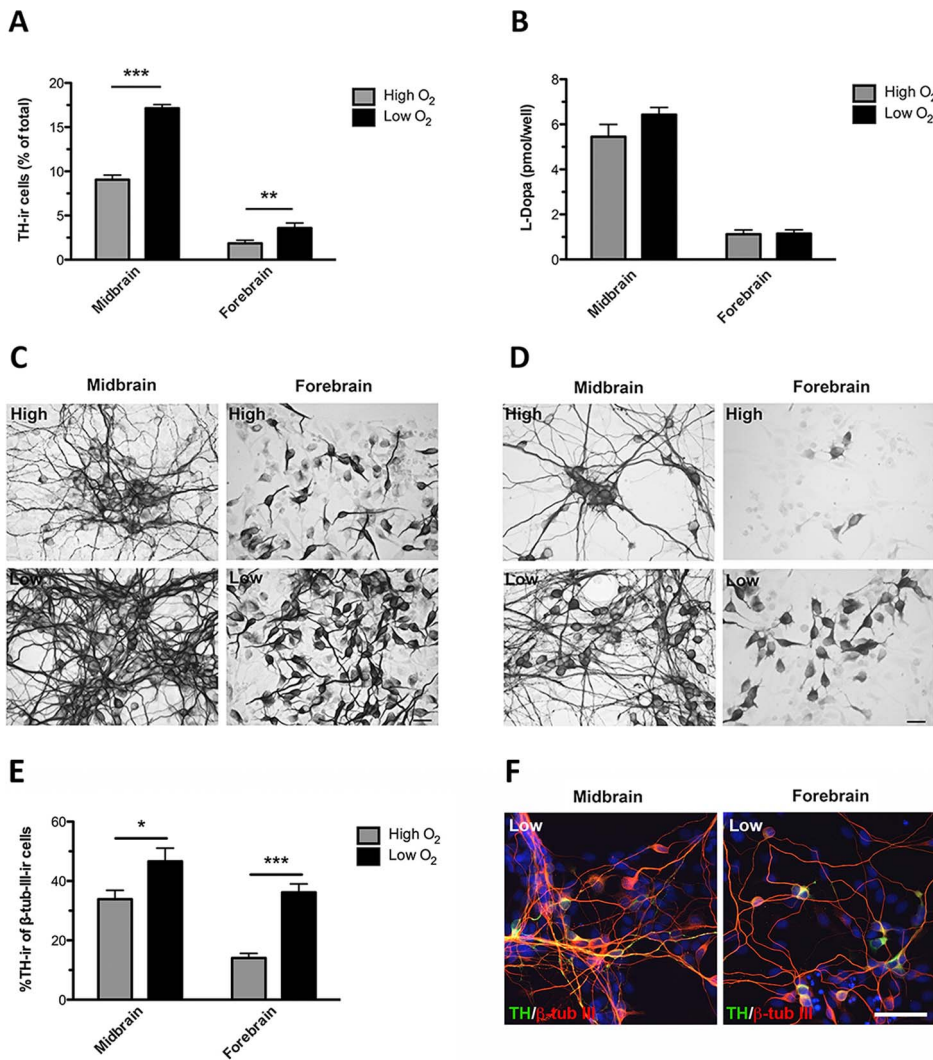 A
TH-ir cells (% of total)
20
15
10
5
0
***
**
Midbrain
Forebrain
High O₂
Low O₂
B
L-Dopa (pmol/well)
8
6
4
2
0
Midbrain
Forebrain
High O₂
Low O₂
C
Midbrain
Forebrain
High
High
Low
Low
D
Midbrain
Forebrain
High
High
Low
Low
E
%TH-ir of β-tub-III-ir cells
60
40
20
0
*
***
Midbrain
Forebrain
High O₂
Low O₂
F
Midbrain
Forebrain
Low
Low
TH/β-tub III
TH/β-tub III